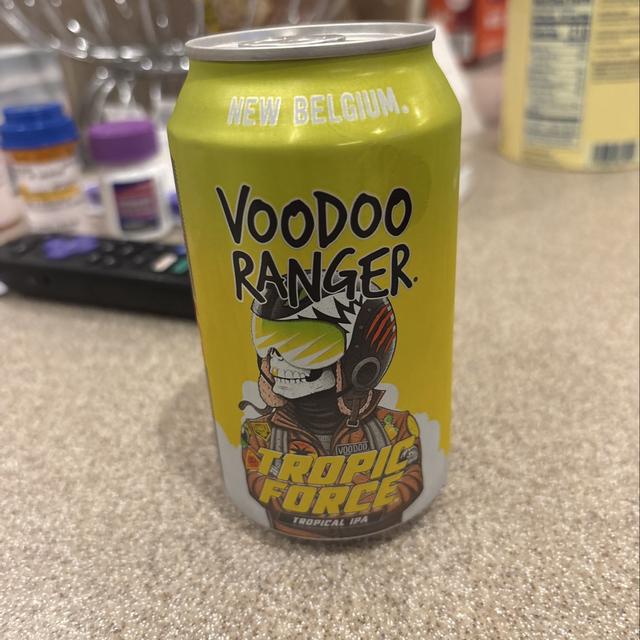 NEW BELGIUM.
VOODOO
RANGER.
VOODOO
TROPIC
FORCE
TROPICAL IPA